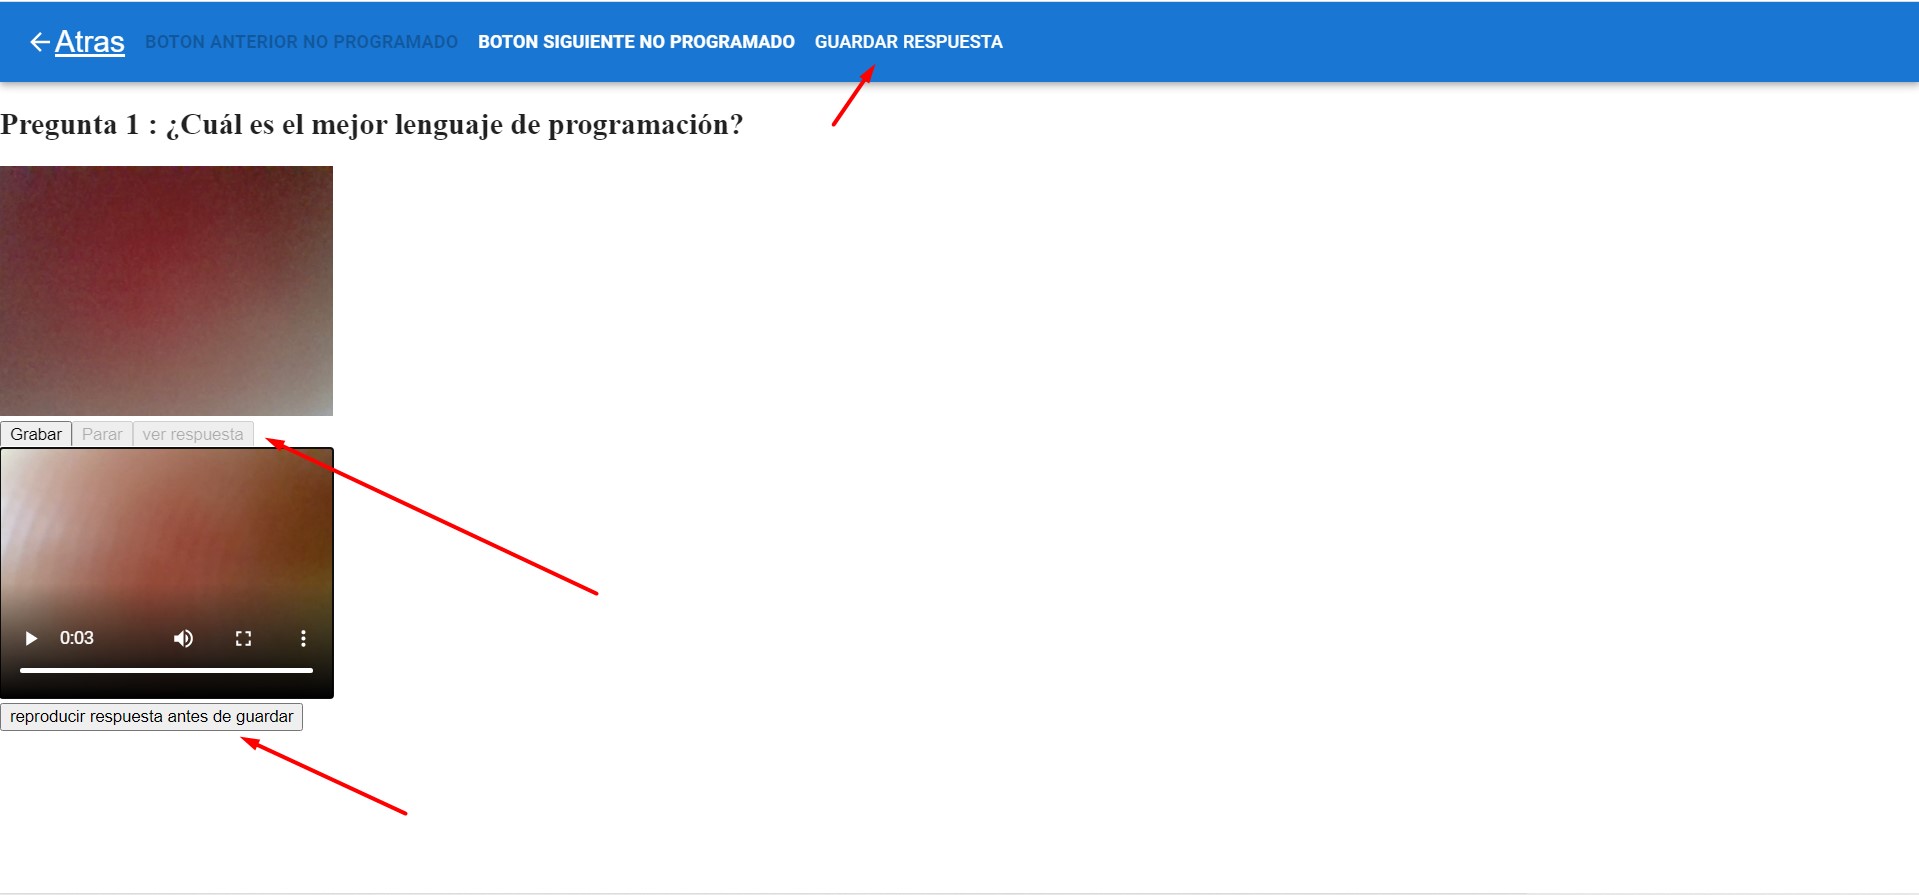 Atras BOTON ANTERIOR NO PROGRAMADO BOTON SIGUIENTE NO PROGRAMADO GUARDAR RESPUESTA
Pregunta 1 : ¿Cuál es el mejor lenguaje de programación?
Grabar Parar ver respuesta
0:03
reproducir respuesta antes de guardar